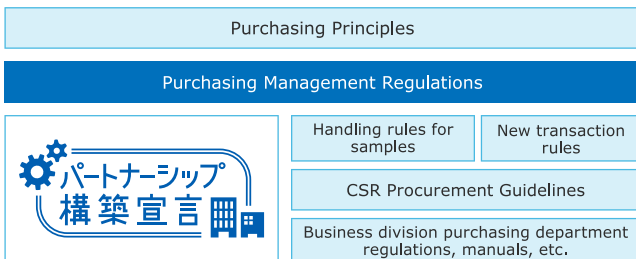 Purchasing Principles
Purchasing Management Regulations
パートナーシップ
構築宣言
Handling rules for
samples
New transaction
rules
CSR Procurement Guidelines
Business division purchasing department
regulations, manuals, etc.